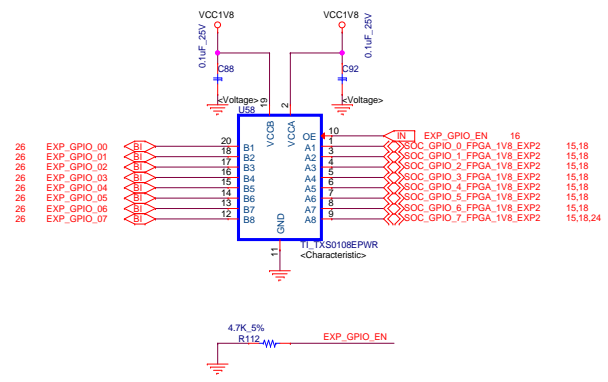 VCC1V8 VCC1V8
0.1uF_25V 0.1uF_25V
C88 C92
<Voltage> <Voltage>
U58 19 2
VCCB VCCA
OE 10 IN EXP_GPIO_EN 16
26 EXP_GPIO_00 BI 20 B1 A1 1 SOC_GPIO_0_FPGA_1V8_EXP2 15,18
26 EXP_GPIO_01 BI 18 B2 A2 3 SOC_GPIO_1_FPGA_1V8_EXP2 15,18
26 EXP_GPIO_02 BI 17 B3 A3 4 SOC_GPIO_2_FPGA_1V8_EXP2 15,18
26 EXP_GPIO_03 BI 16 B4 A4 5 SOC_GPIO_3_FPGA_1V8_EXP2 15,18
26 EXP_GPIO_04 BI 15 B5 A5 6 SOC_GPIO_4_FPGA_1V8_EXP2 15,18
26 EXP_GPIO_05 BI 14 B6 A6 7 SOC_GPIO_5_FPGA_1V8_EXP2 15,18
26 EXP_GPIO_06 BI 13 B7 A7 8 SOC_GPIO_6_FPGA_1V8_EXP2 15,18
26 EXP_GPIO_07 BI 12 B8 A8 9 SOC_GPIO_7_FPGA_1V8_EXP2 15,18,24
GND
11 TI_TXS0108EPWR
<Characteristic>
4.7K_5%
R112 EXP_GPIO_EN